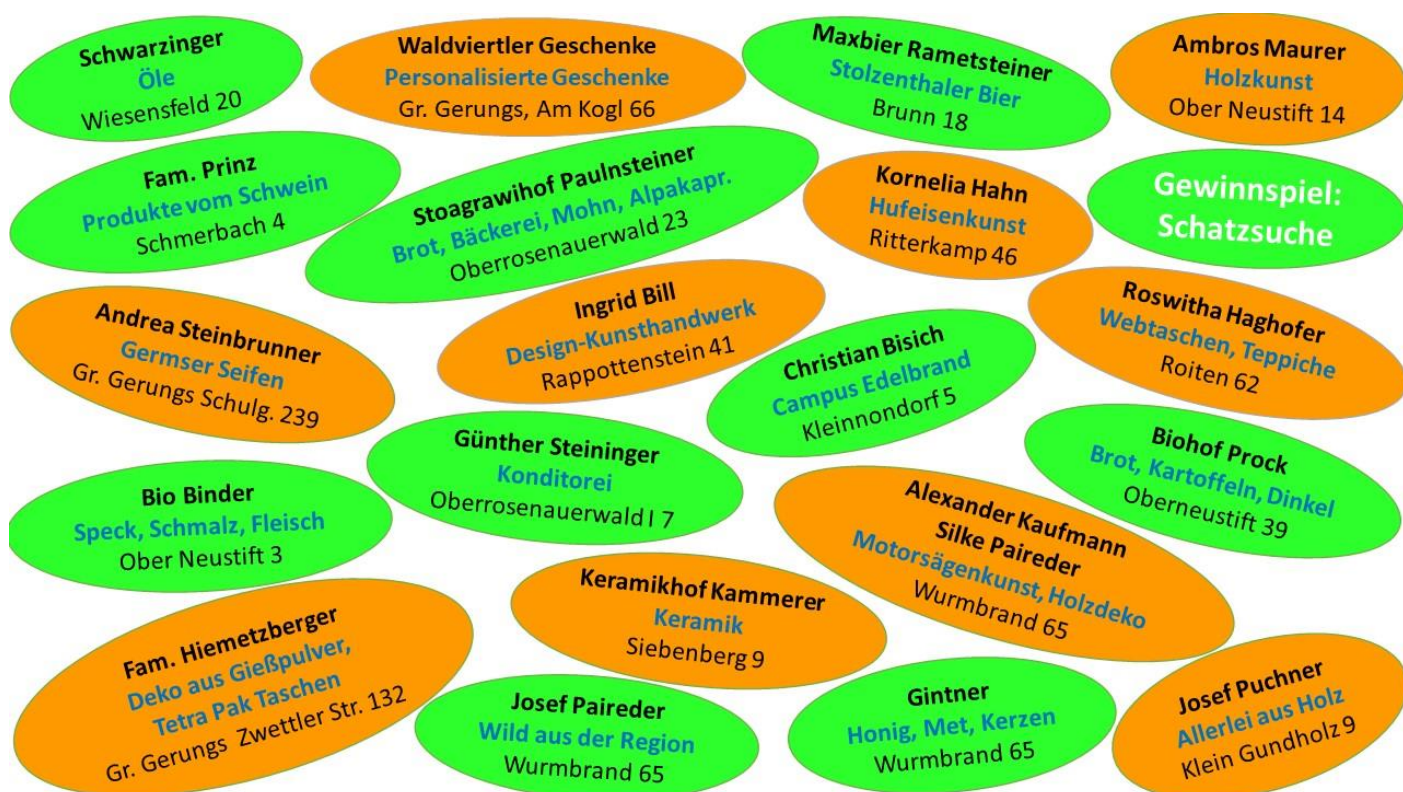 Schwarzinger
Öle
Wiesensfeld 20
Waldviertler Geschenke
Personalisierte Geschenke
Gr. Gerungs, Am Kogl 66
Maxbier Rametsteiner
Stolzenthaler Bier
Brunn 18
Ambros Maurer
Holzkunst
Ober Neustift 14
Fam. Prinz
Produkte vom Schwein
Schmerbach 4
Stoagrawihof Paulnsteiner
Brot, Bäckerei, Mohn, Alpakapr.
Oberrosenauerwald 23
Kornelia Hahn
Hufeisenkunst
Ritterkamp 46
Gewinnspiel:
Schatzsuche
Andrea Steinbrunner
Germser Seifen
Gr. Gerungs Schulg. 239
Ingrid Bill
Design-Kunsthandwerk
Rappottenstein 41
Christian Bisich
Campus Edelbrand
Kleinnondorf 5
Roswitha Haghofer
Webtaschen, Teppiche
Roiten 62
Günther Steininger
Konditorei
Oberrosenauerwald I 7
Biohof Prock
Brot, Kartoffeln, Dinkel
Oberneustift 39
Bio Binder
Speck, Schmalz, Fleisch
Ober Neustift 3
Alexander Kaufmann
Silke Paireder
Motorsägenkunst, Holzdeko
Wurmbrand 65
Keramikhof Kammerer
Keramik
Siebenberg 9
Fam. Hiemetzberger
Deko aus Gießpulver,
Tetra Pak Taschen
Gr. Gerungs Zwettler Str. 132
Josef Paireder
Wild aus der Region
Wurmbrand 65
Gintner
Honig, Met, Kerzen
Wurmbrand 65
Josef Puchner
Allerlei aus Holz
Klein Gundholz 9